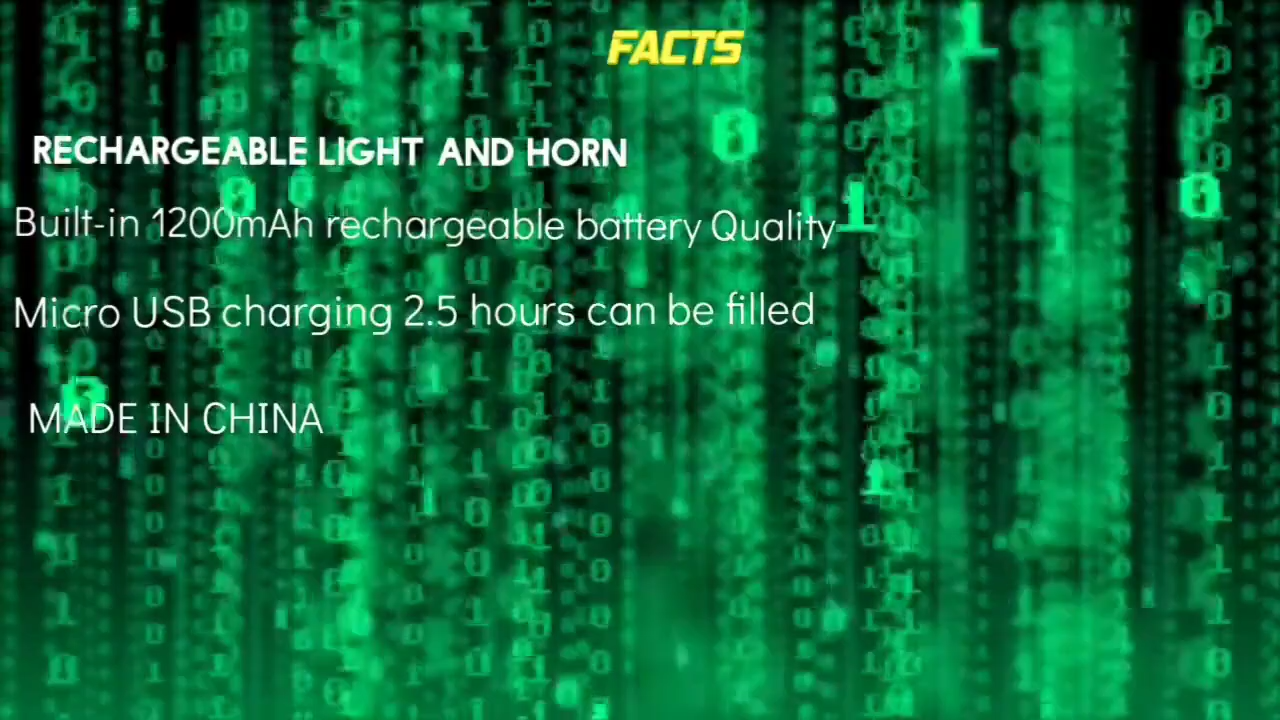 FACTS
RECHARGEABLE LIGHT AND HORN
Built-in 1200mAh rechargeable battery Quality
Micro USB charging 2.5 hours can be filled
MADE IN CHINA